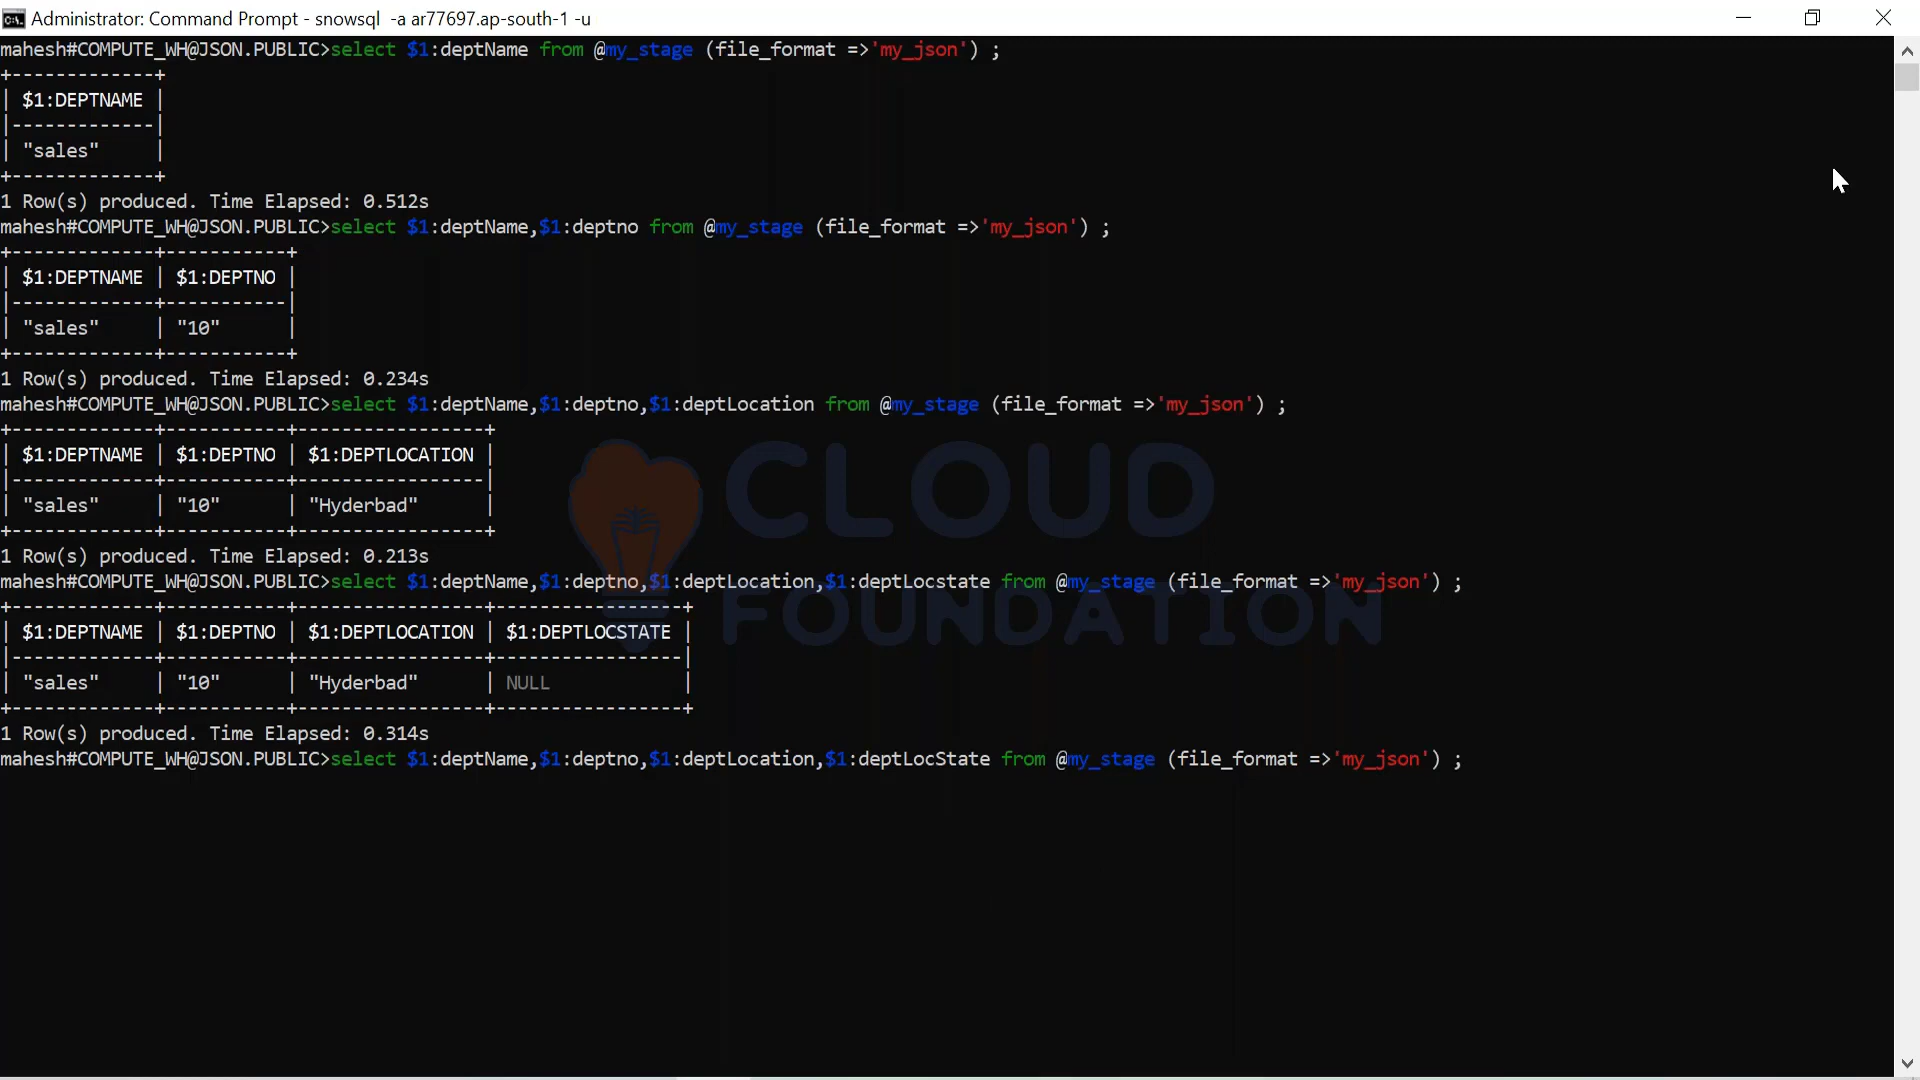 Administrator: Command Prompt - snowsql  -a ar77697.ap-south-1 -u
mahesh#COMPUTE_WH@JSON.PUBLIC>select $1:deptName from @my_stage (file_format =>'my_json') ;
+-------------+
| $1:DEPTNAME |
|-------------|
| "sales"     |
+-------------+
1 Row(s) produced. Time Elapsed: 0.512s
mahesh#COMPUTE_WH@JSON.PUBLIC>select $1:deptName,$1:deptno from @my_stage (file_format =>'my_json') ;
+-------------+-----------+
| $1:DEPTNAME | $1:DEPTNO |
|-------------+-----------|
| "sales"     | "10"      |
+-------------+-----------+
1 Row(s) produced. Time Elapsed: 0.234s
mahesh#COMPUTE_WH@JSON.PUBLIC>select $1:deptName,$1:deptno,$1:deptLocation from @my_stage (file_format =>'my_json') ;
+-------------+-----------+-----------------+
| $1:DEPTNAME | $1:DEPTNO | $1:DEPTLOCATION |
|-------------+-----------+-----------------|
| "sales"     | "10"      | "Hyderbad"      |
+-------------+-----------+-----------------+
1 Row(s) produced. Time Elapsed: 0.213s
mahesh#COMPUTE_WH@JSON.PUBLIC>select $1:deptName,$1:deptno,$1:deptLocation,$1:deptLocstate from @my_stage (file_format =>'my_json') ;
+-------------+-----------+-----------------+-----------------+
| $1:DEPTNAME | $1:DEPTNO | $1:DEPTLOCATION | $1:DEPTLOCSTATE |
|-------------+-----------+-----------------+-----------------|
| "sales"     | "10"      | "Hyderbad"      | NULL            |
+-------------+-----------+-----------------+-----------------+
1 Row(s) produced. Time Elapsed: 0.314s
mahesh#COMPUTE_WH@JSON.PUBLIC>select $1:deptName,$1:deptno,$1:deptLocation,$1:deptLocState from @my_stage (file_format =>'my_json') ;
CLOUD
FOUNDATION